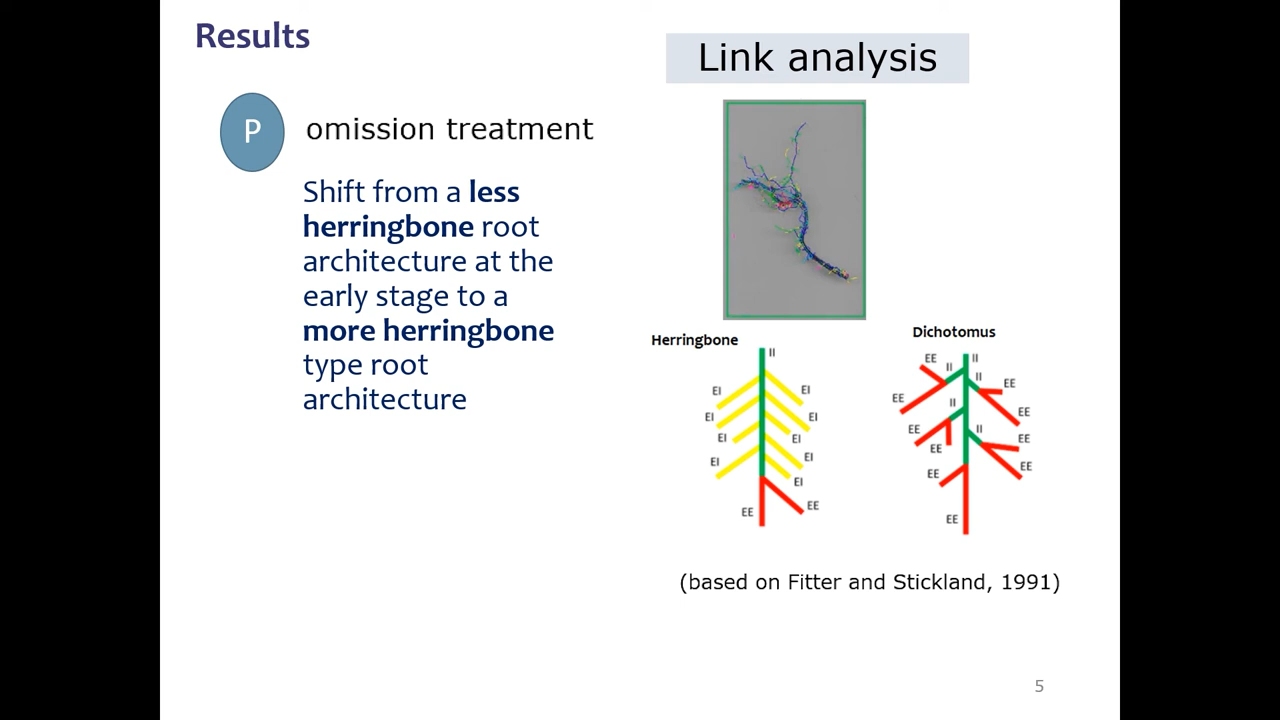 Results
Link analysis
P
omission treatment
Shift from a less
herringbone root
architecture at the
early stage to a
more herringbone
type root
architecture
Herringbone
II
EI
EI
EI
EI
EI
EI
EI
EI
EI
EE
EE
Dichotomus
EE
II
II
II
EE
EE
II
EE
EE
II
EE
EE
EE
EE
EE
(based on Fitter and Stickland, 1991)
5